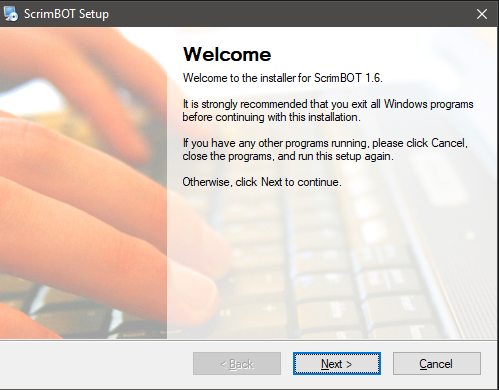 ScrimBOT Setup
Welcome
Welcome to the installer for ScrimBOT 1.6.
It is strongly recommended that you exit all Windows programs
before continuing with this installation.
If you have any other programs running, please click Cancel,
close the programs, and run this setup again.
Otherwise, click Next to continue.
< Back
Next >
Cancel